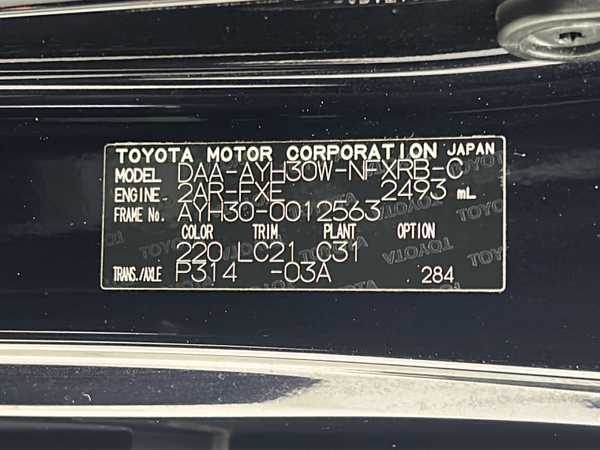 TOYOTA MOTOR CORPORATION JAPAN
MODEL DAA-AYH30W-NFXRB-C
ENGINE 2AR-FXE 2493 mL
FRAME No. AYH30-0012563
COLOR TRIM PLANT OPTION
220 LC21 C31
TRANS./AXLE P314 -03A 284